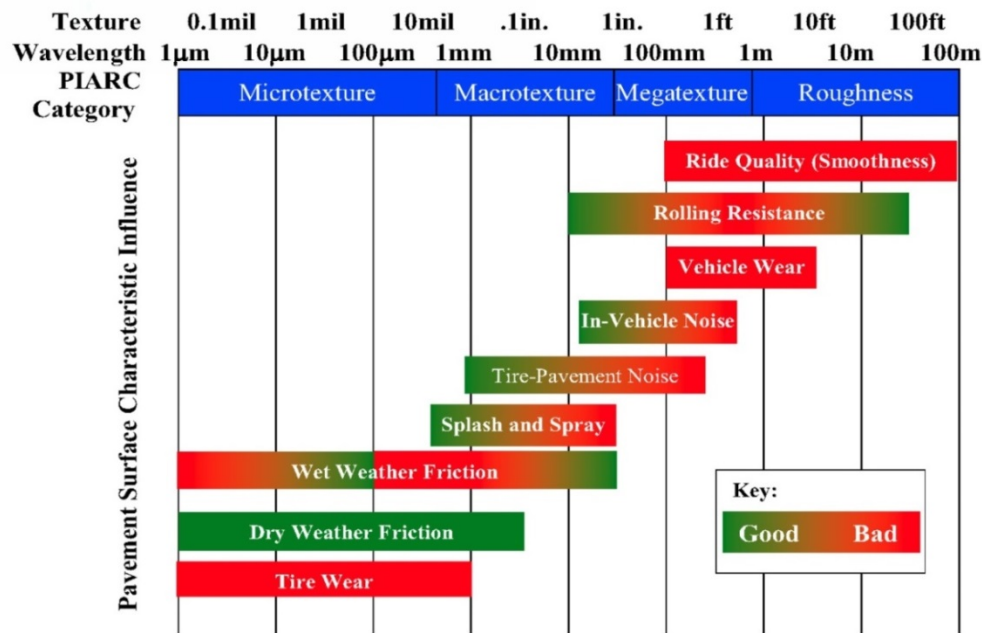 Texture 0.1mil 1mil 10mil .1in. 1in. 1ft 10ft 100ft
Wavelength 1µm 10µm 100µm 1mm 10mm 100mm 1m 10m 100m
PIARC
Category
Microtexture Macrotexture Megatexture Roughness
Pavement Surface Characteristic Influence
Ride Quality (Smoothness)
Rolling Resistance
Vehicle Wear
In-Vehicle Noise
Tire-Pavement Noise
Splash and Spray
Wet Weather Friction
Dry Weather Friction
Tire Wear
Key:
Good Bad